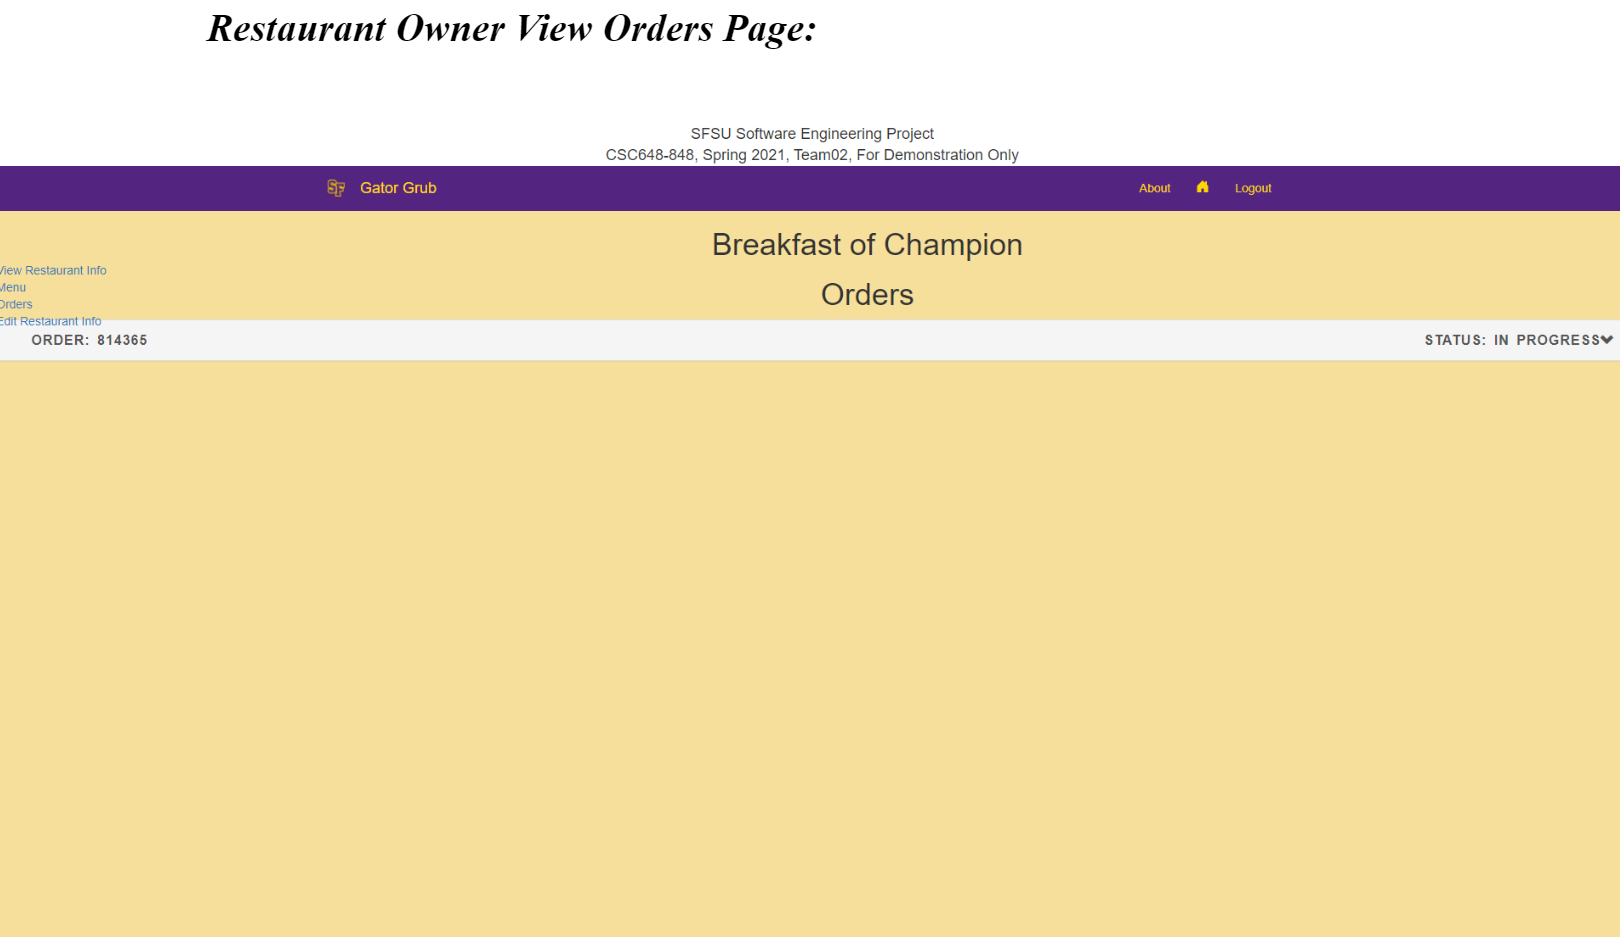 Restaurant Owner View Orders Page:
SFSU Software Engineering Project
CSC648-848, Spring 2021, Team02, For Demonstration Only
SF Gator Grub About Logout
Breakfast of Champion
View Restaurant Info
Menu
Orders
Orders
Edit Restaurant Info
ORDER: 814365 STATUS: IN PROGRESS